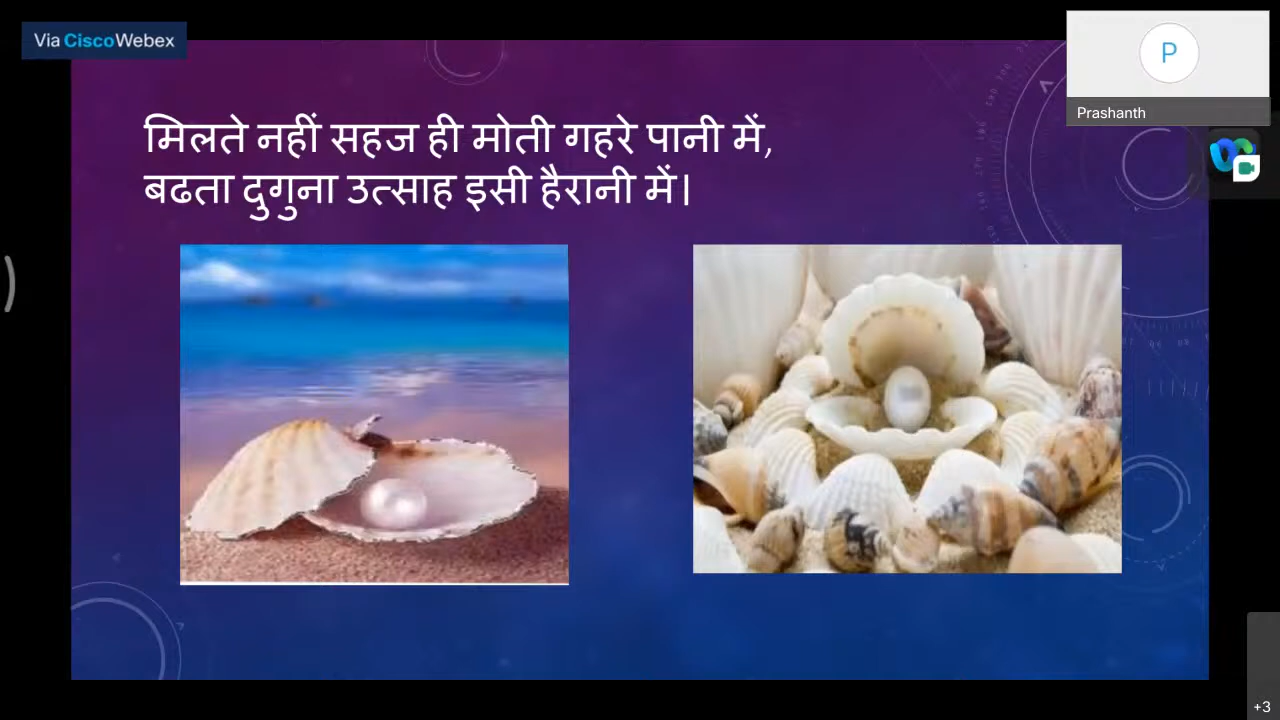 Via CiscoWebex
P
Prashanth
मिलते नहीं सहज ही मोती गहरे पानी में,
बढता दुगुना उत्साह इसी हैरानी में।
+3